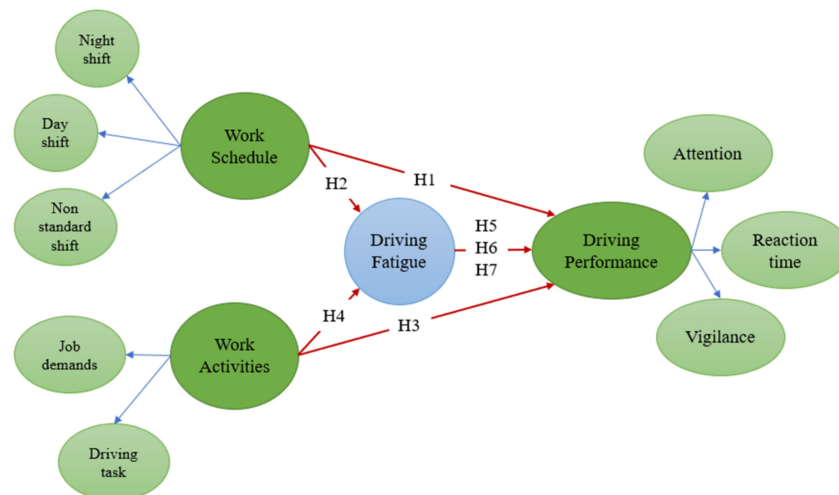 Night
shift
Day
shift
Non
standard
shift
Work
Schedule
H2
H1
Driving
Fatigue
H5
H6
H7
Driving
Performance
Attention
Reaction
time
Vigilance
H4
H3
Work
Activities
Job
demands
Driving
task